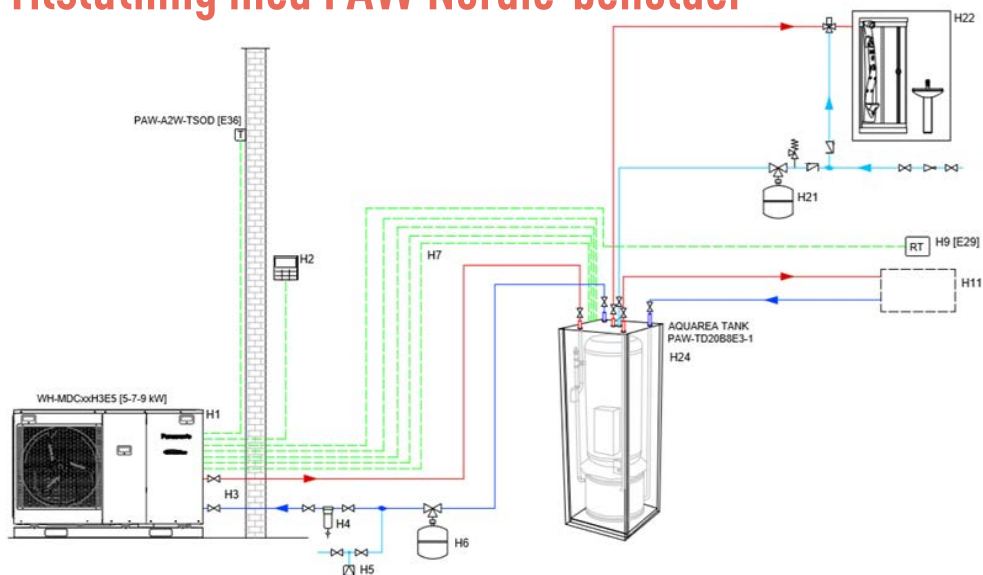 Tilslutning med PAW Nordic-beholder
H22
PAW-A2W-TSOD [E36]
T
H21
H2
H7
RT
H9 [E29]
H11
AQUAREA TANK
PAW-TD20B8E3-1
H24
WH-MDCxxH3E5 [5-7-9 kW]
H1
Panasonic
H3
H4
H6
H5